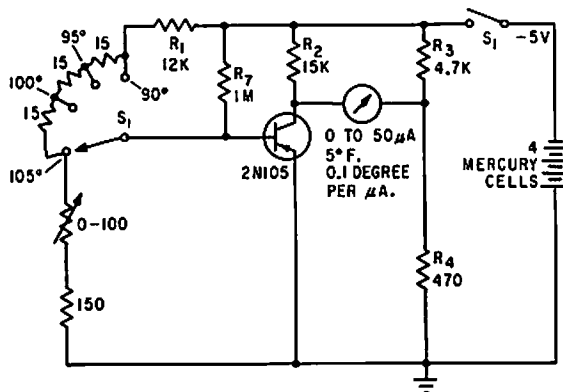 95°
15
15
100°
15
105°
S₁
90°
R₁
12K
R₇
1M
R₂
15K
R₃
4.7K
S₁
-5V
2N105
0 TO 50μA
5°F.
0.1 DEGREE
PER μA.
4
MERCURY
CELLS
0-100
150
R₄
470